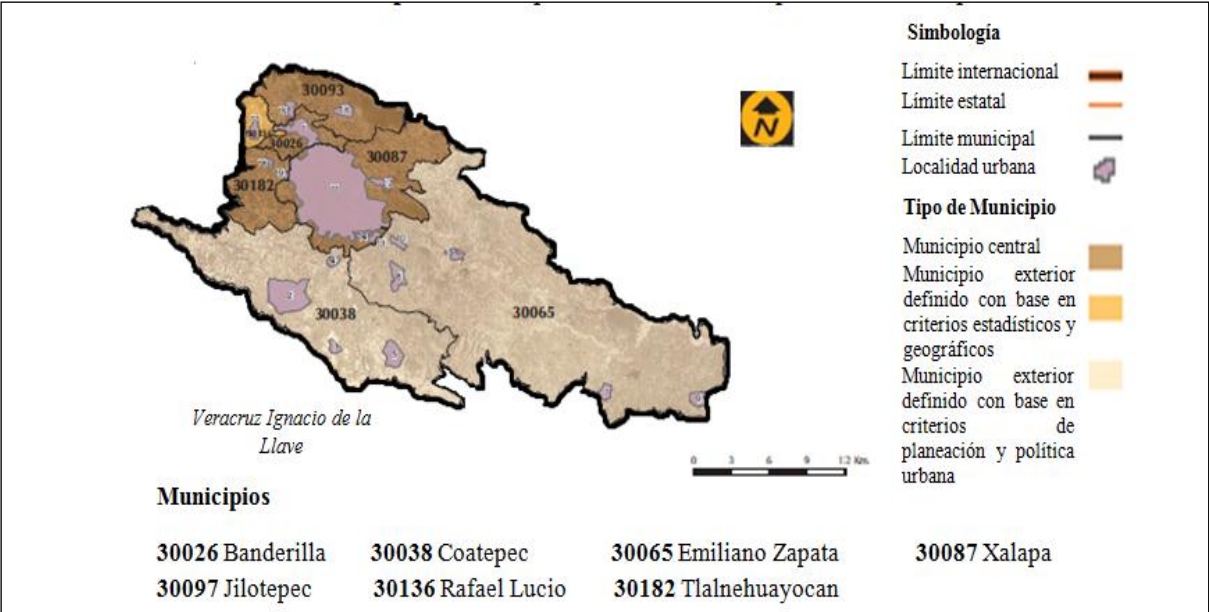 Simbología
Límite internacional
Límite estatal
Límite municipal
Localidad urbana
Tipo de Municipio
Municipio central
Municipio exterior
definido con base en
criterios estadísticos y
geográficos
Municipio exterior
definido con base en
criterios de
planeación y política
urbana
N
30093
30026
30087
30182
30038
30065
Veracruz Ignacio de la
Llave
0 3 6 9 12 Km.
Municipios
30026 Banderilla 30038 Coatepec 30065 Emiliano Zapata 30087 Xalapa
30097 Jilotepec 30136 Rafael Lucio 30182 Tlalnehuayocan